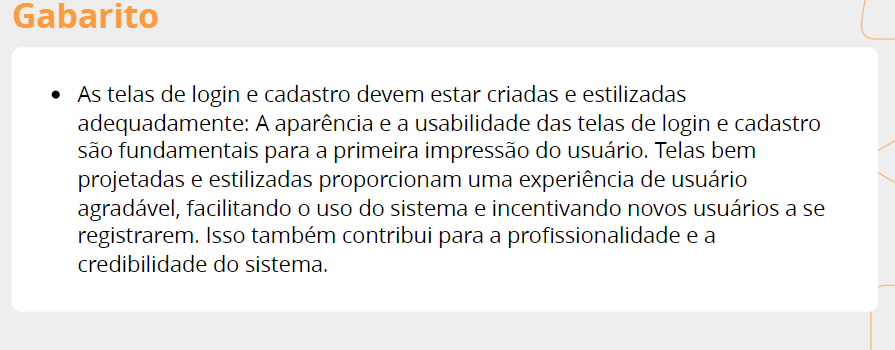 Gabarito
• As telas de login e cadastro devem estar criadas e estilizadas
adequadamente: A aparência e a usabilidade das telas de login e cadastro
são fundamentais para a primeira impressão do usuário. Telas bem
projetadas e estilizadas proporcionam uma experiência de usuário
agradável, facilitando o uso do sistema e incentivando novos usuários a se
registrarem. Isso também contribui para a profissionalidade e a
credibilidade do sistema.